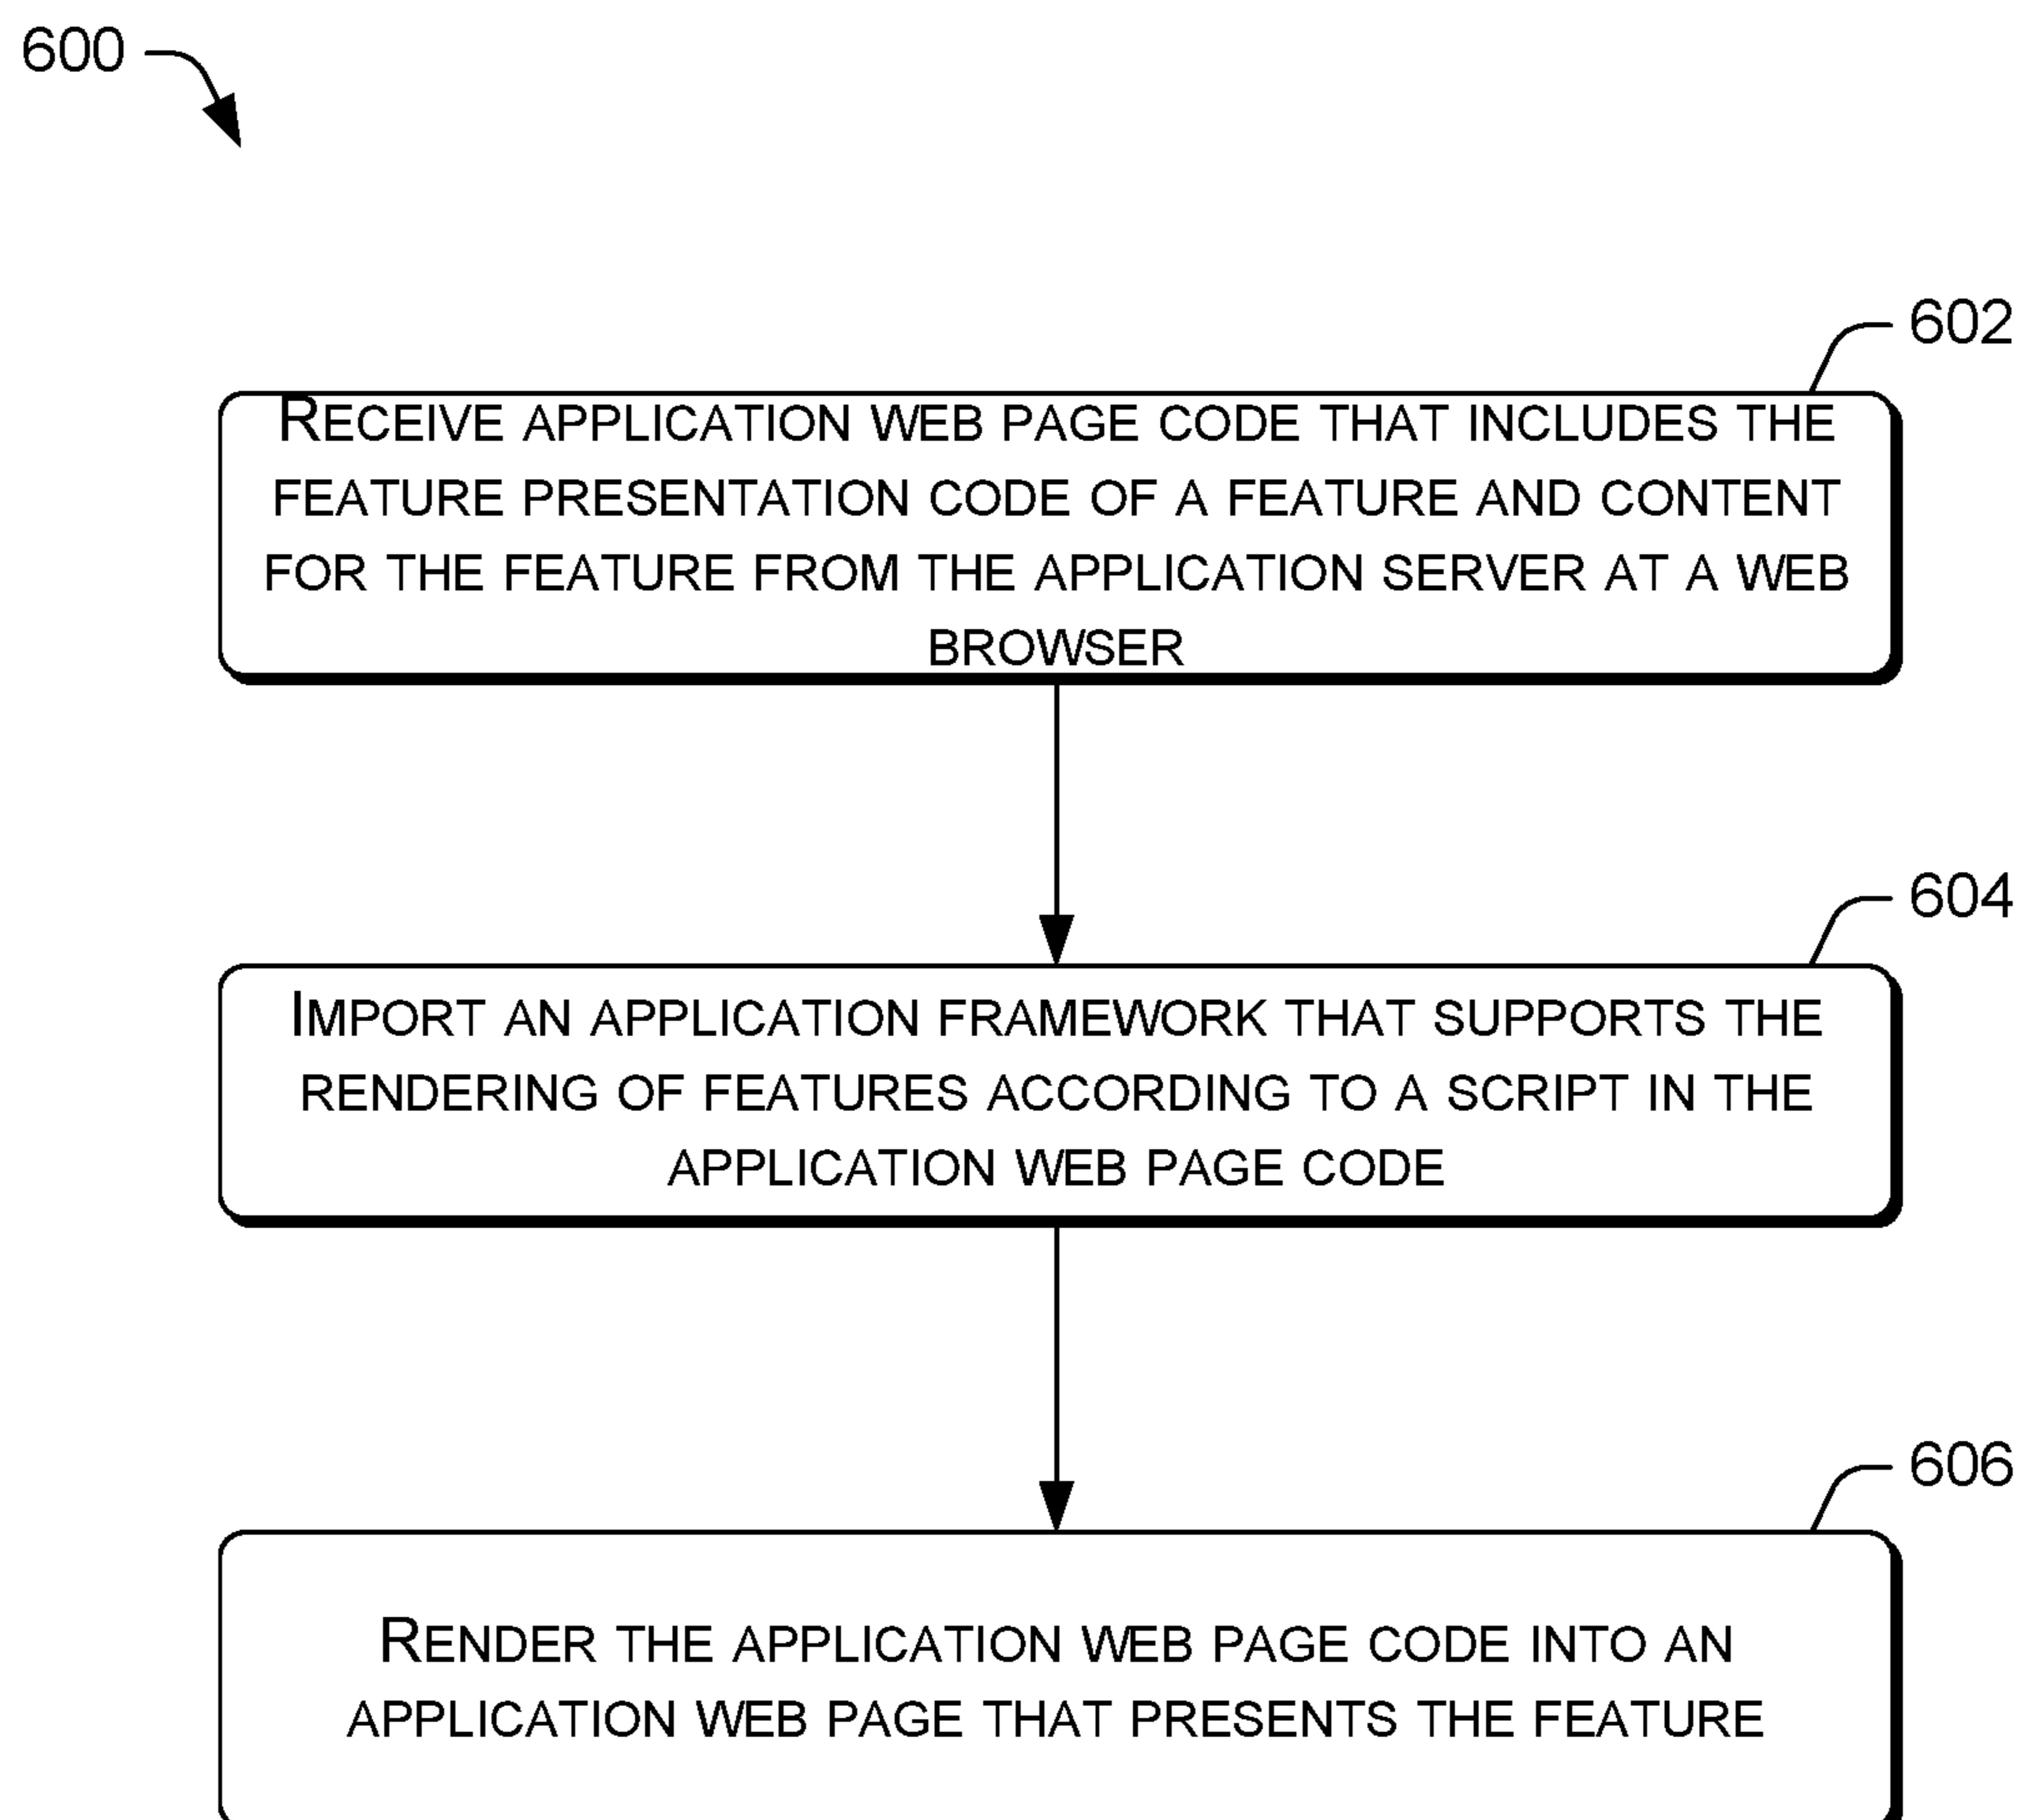 600
602
RECEIVE APPLICATION WEB PAGE CODE THAT INCLUDES THE
FEATURE PRESENTATION CODE OF A FEATURE AND CONTENT
FOR THE FEATURE FROM THE APPLICATION SERVER AT A WEB
BROWSER
604
IMPORT AN APPLICATION FRAMEWORK THAT SUPPORTS THE
RENDERING OF FEATURES ACCORDING TO A SCRIPT IN THE
APPLICATION WEB PAGE CODE
606
RENDER THE APPLICATION WEB PAGE CODE INTO AN
APPLICATION WEB PAGE THAT PRESENTS THE FEATURE